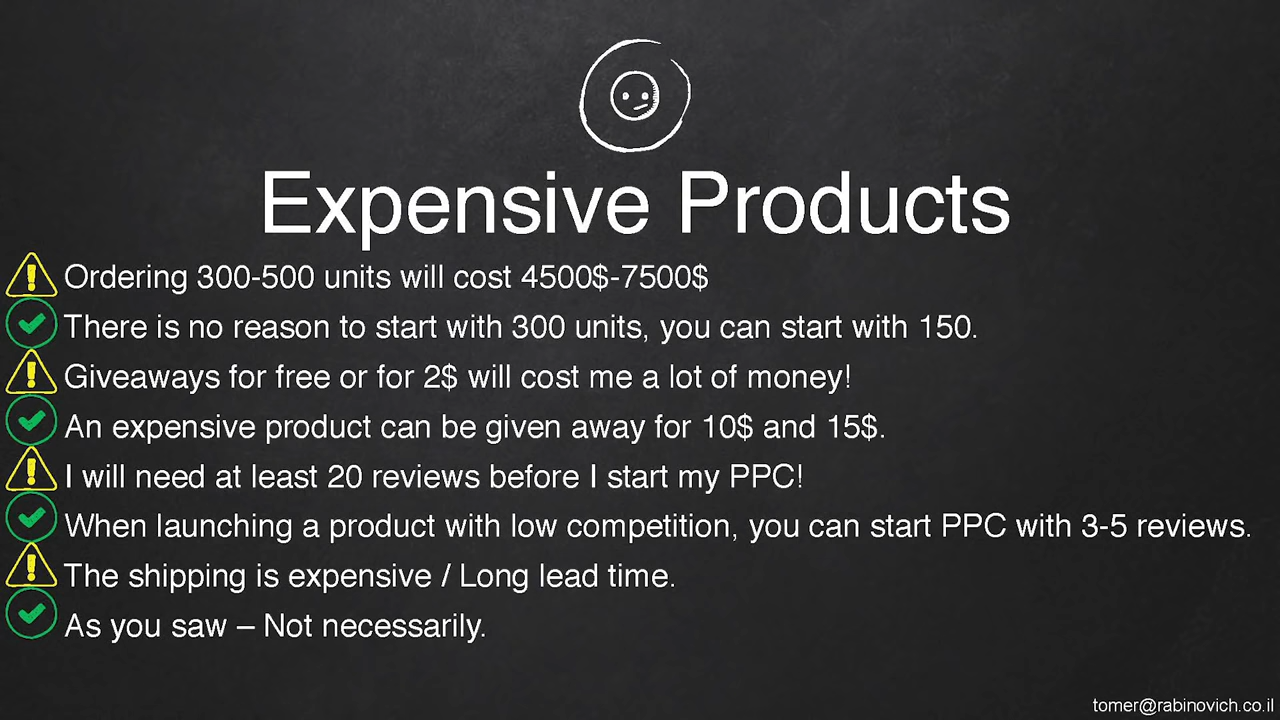 Expensive Products
Ordering 300-500 units will cost 4500$-7500$
There is no reason to start with 300 units, you can start with 150.
Giveaways for free or for 2$ will cost me a lot of money!
An expensive product can be given away for 10$ and 15$.
I will need at least 20 reviews before I start my PPC!
When launching a product with low competition, you can start PPC with 3-5 reviews.
The shipping is expensive / Long lead time.
As you saw – Not necessarily.
tomer@rabinovich.co.il